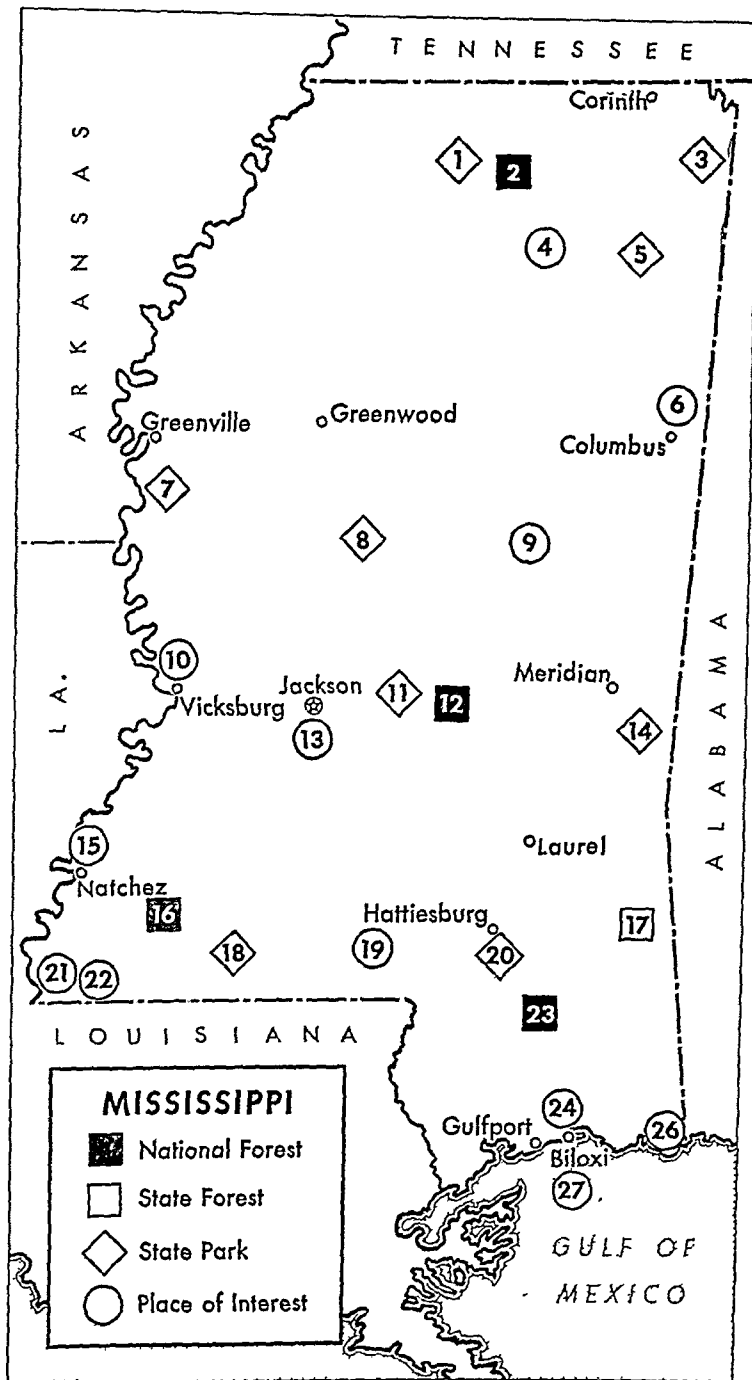 TENNESSEE
Corinth
1
2
3
ARKANSAS
4
5
6
Greenville
Greenwood
Columbus
7
8
9
10
Vicksburg
Jackson
11
12
Meridian
LA.
13
14
ALABAMA
15
Natchez
Laurel
16
Hattiesburg
17
18
19
20
21
22
23
LOUISIANA
MISSISSIPPI
National Forest
State Forest
State Park
Place of Interest
24
Gulfport
Biloxi
26
27
GULF OF
MEXICO